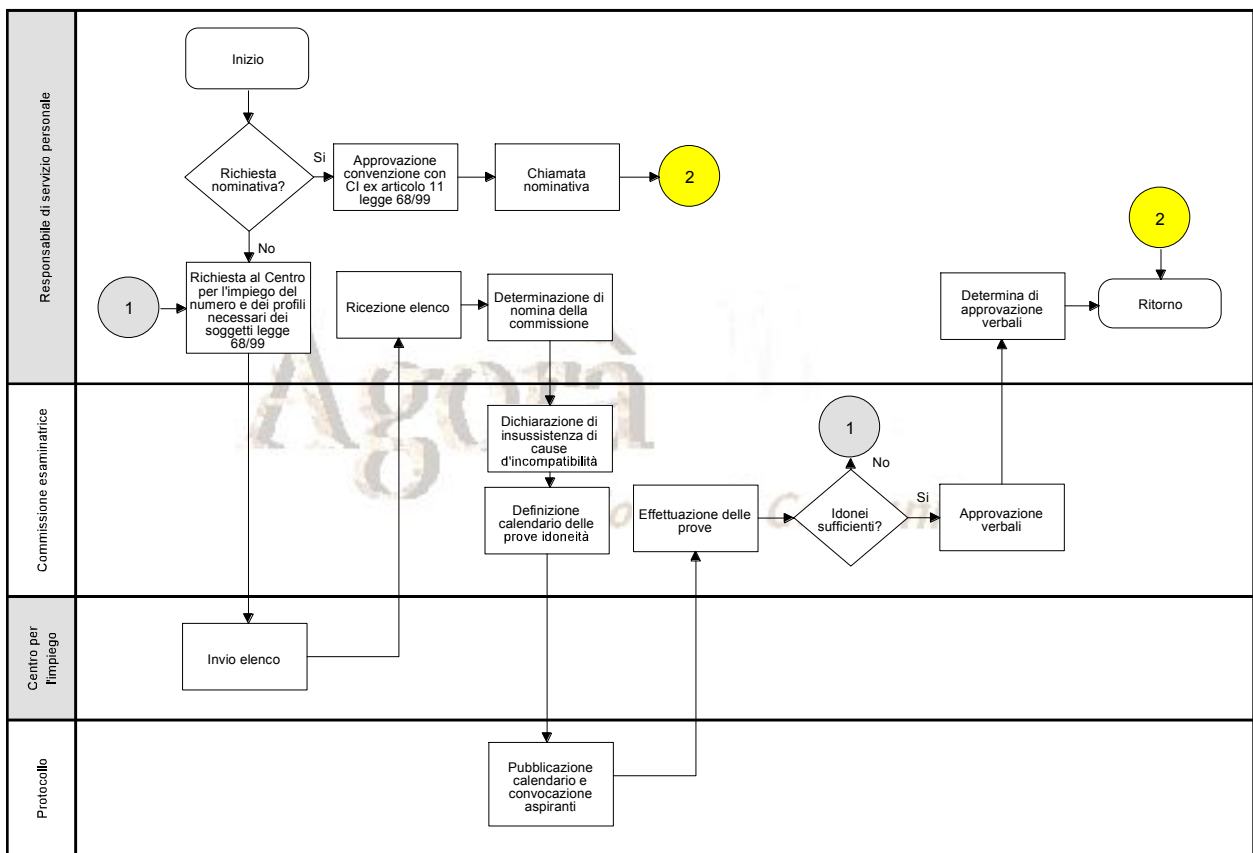 Responsabile di servizio personale
Inizio
Richiesta
nominativa?
Si
Approvazione
convenzione con
CI ex articolo 11
legge 68/99
Chiamata
nominativa
2
No
1
Richiesta al Centro
per l'impiego del
numero e dei profili
necessari dei
soggetti legge
68/99
Ricezione elenco
Determinazione di
nomina della
commissione
Determina di
approvazione
verbali
2
Ritorno
Agorà
Commissione esaminatrice
Dichiarazione di
insussistenza di
cause
d'incompatibilità
Definizione
calendario delle
prove idoneità
Effettuazione delle
prove
1
No
Idonei
sufficienti?
Si
Approvazione
verbali
Centro per
l'impiego
Invio elenco
Protocollo
Pubblicazione
calendario e
convocazione
aspiranti